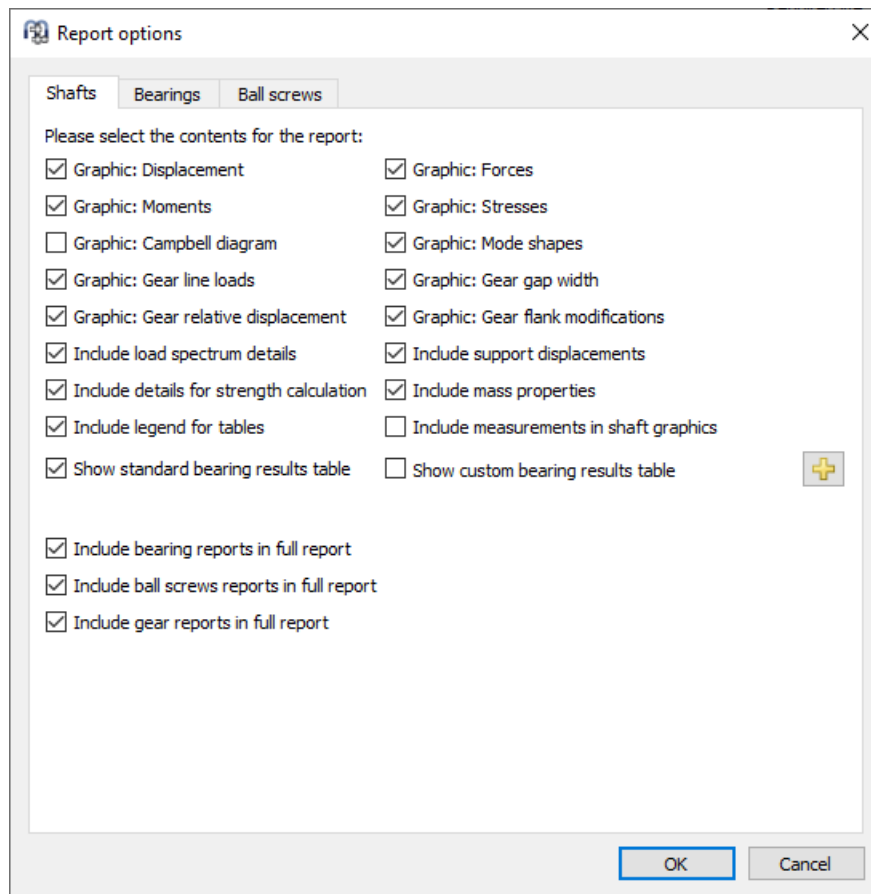 Report options
Shafts Bearings Ball screws
Please select the contents for the report:
Graphic: Displacement Graphic: Forces
Graphic: Moments Graphic: Stresses
Graphic: Campbell diagram Graphic: Mode shapes
Graphic: Gear line loads Graphic: Gear gap width
Graphic: Gear relative displacement Graphic: Gear flank modifications
Include load spectrum details Include support displacements
Include details for strength calculation Include mass properties
Include legend for tables Include measurements in shaft graphics
Show standard bearing results table Show custom bearing results table
Include bearing reports in full report
Include ball screws reports in full report
Include gear reports in full report
OK Cancel